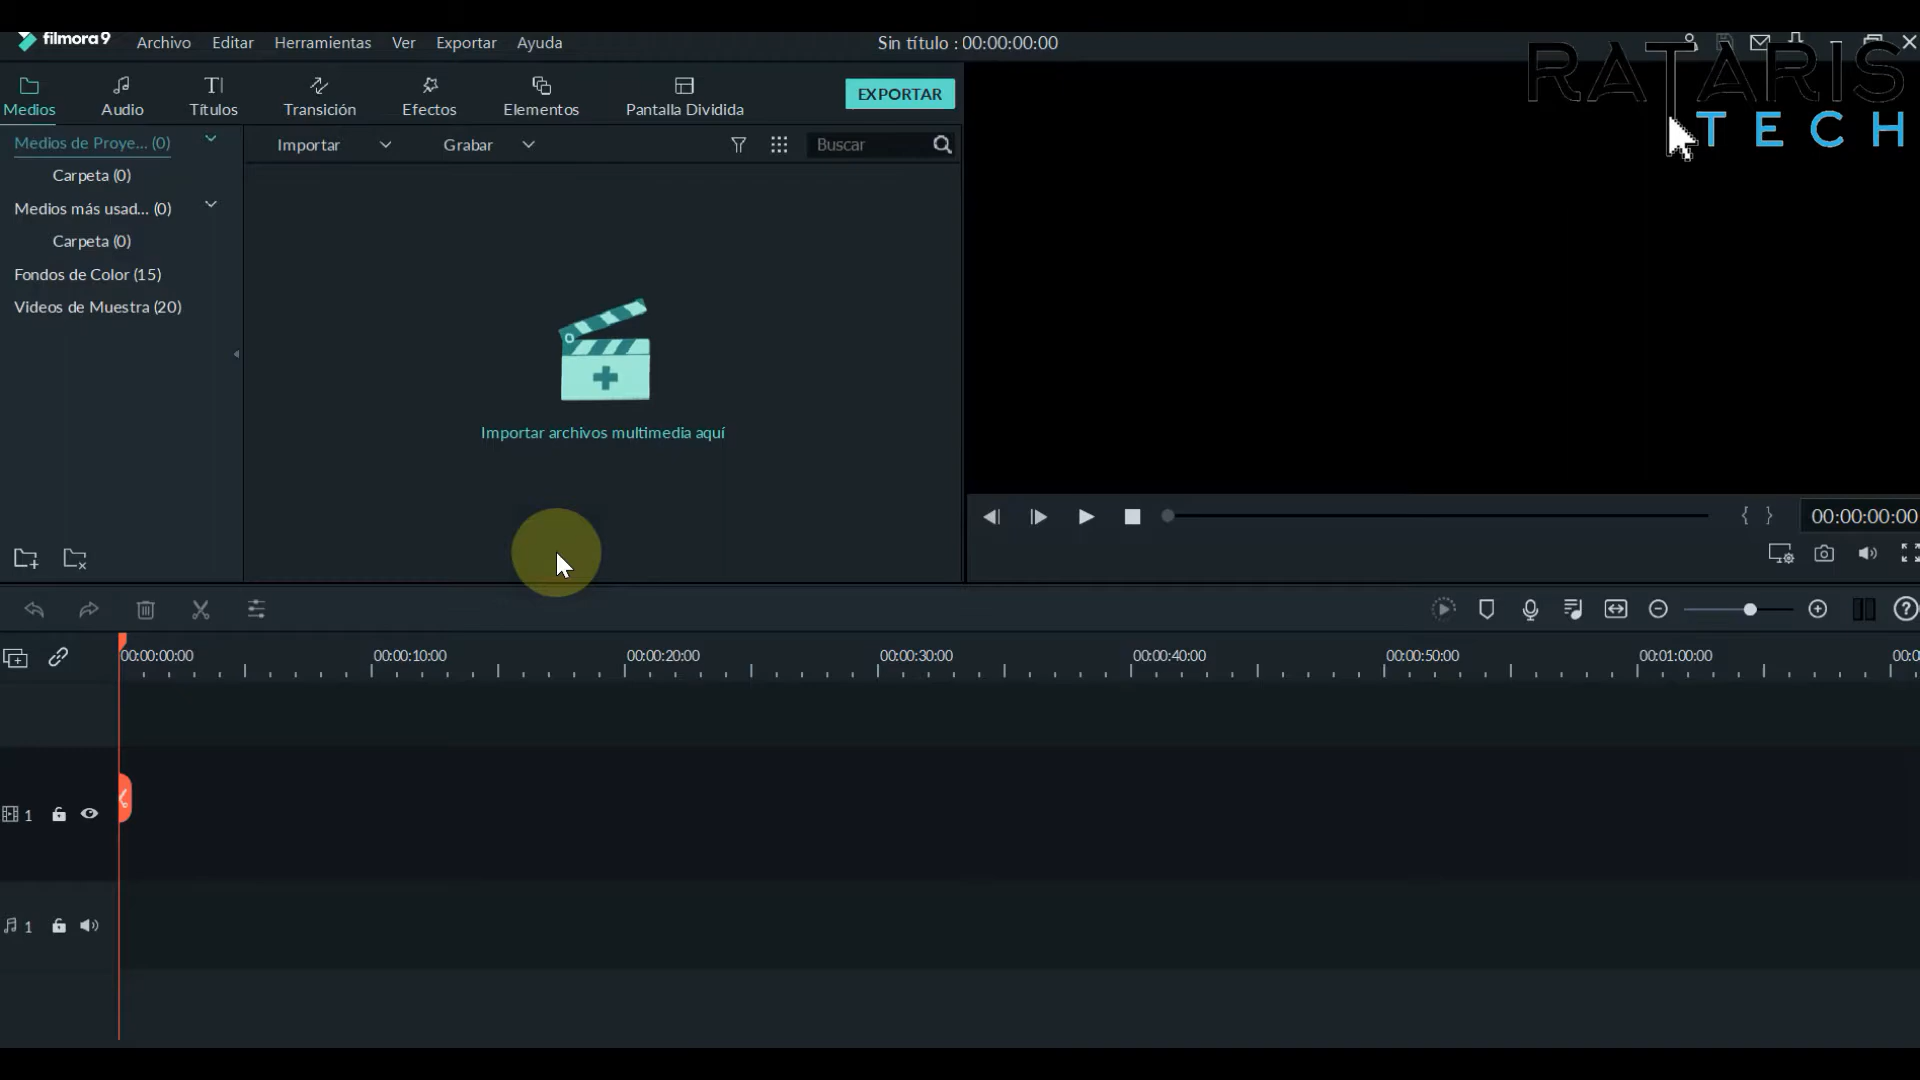 filmora9 Archivo Editar Herramientas Ver Exportar Ayuda Sin título : 00:00:00:00
RATARIS
TECH
Medios Audio Títulos Transición Efectos Elementos Pantalla Dividida EXPORTAR
Medios de Proye... (0) Importar Grabar Buscar
Carpeta (0)
Medios más usad... (0)
Carpeta (0)
Fondos de Color (15)
Videos de Muestra (20)
Importar archivos multimedia aquí
{ } 00:00:00:00
00:00:00:00 00:00:10:00 00:00:20:00 00:00:30:00 00:00:40:00 00:00:50:00 00:01:00:00 00:0
1
1